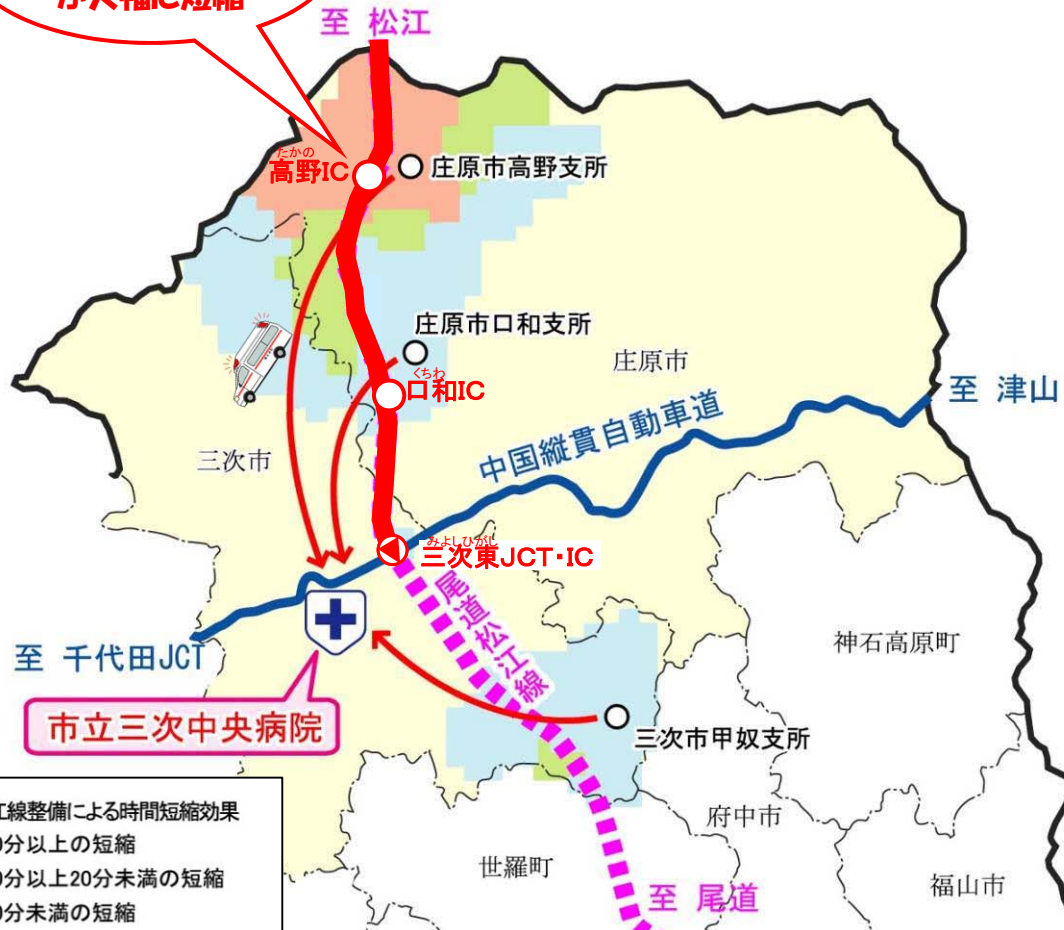 が大幅に短縮
至 松江
たかの
高野IC
庄原市高野支所
庄原市口和支所
くちわ
口和IC
庄原市
至 津山
中国縦貫自動車道
三次市
みよしひがし
三次東JCT・IC
尾道松江線
至 千代田JCT
市立三次中央病院
神石高原町
三次市甲奴支所
府中市
世羅町
福山市
至 尾道
江線整備による時間短縮効果
0分以上の短縮
0分以上20分未満の短縮
0分未満の短縮